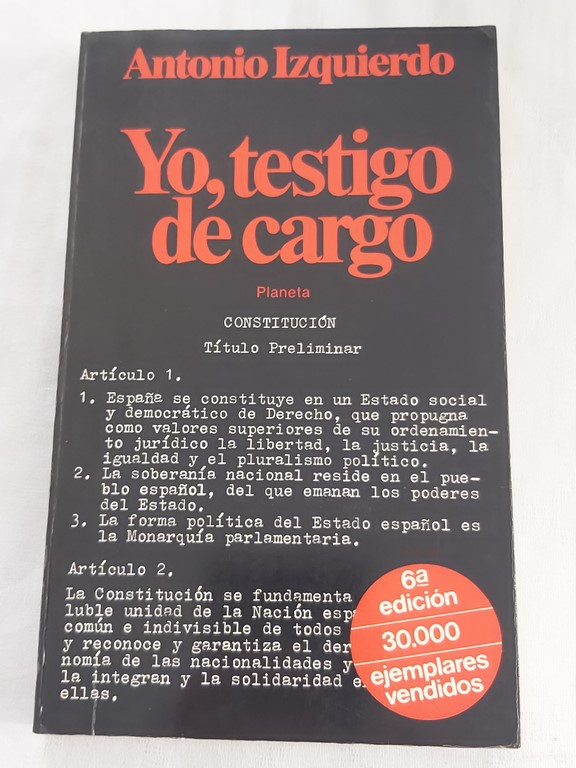 Antonio Izquierdo
Yo, testigo
de cargo
Planeta
CONSTITUCIÓN
Título Preliminar
Artículo 1.
1. España se constituye en un Estado social
y democrático de Derecho, que propugna
como valores superiores de su ordenamien-
to jurídico la libertad, la justicia, la
igualdad y el pluralismo político.
2. La soberanía nacional reside en el pue-
blo español, del que emanan los poderes
del Estado.
3. La forma política del Estado español es
la Monarquía parlamentaria.
Artículo 2.
La Constitución se fundamenta
luble unidad de la Nación esp
común e indivisible de todos
y reconoce y garantiza el der
nomía de las nacionalidades y
la integran y la solidaridad e
ellas.
6a
edición
30.000
ejemplares
vendidos